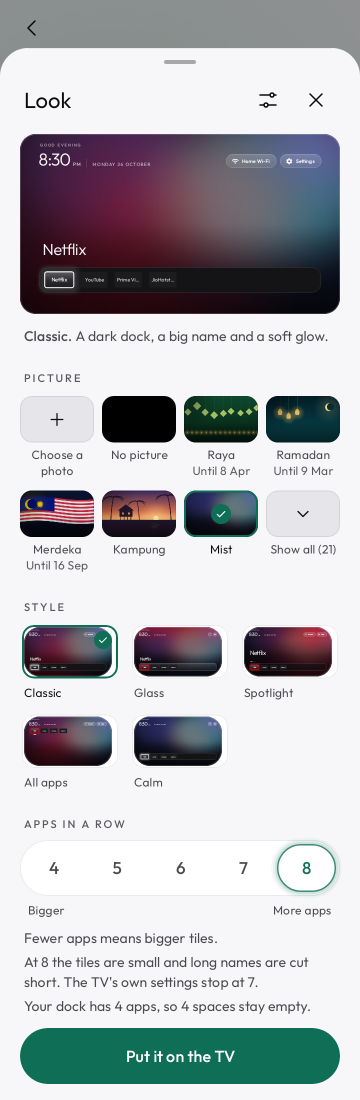 Look
GOOD EVENING
8:30 PM MONDAY 26 OCTOBER
Home Wi-Fi
Settings
Netflix
Netflix YouTube Prime Vi... JioHotst...
Classic. A dark dock, a big name and a soft glow.
PICTURE
Choose a photo
No picture
Raya
Until 8 Apr
Ramadan
Until 9 Mar
Merdeka
Until 16 Sep
Kampung
Mist
Show all (21)
STYLE
Classic
Glass
Spotlight
All apps
Calm
APPS IN A ROW
4 5 6 7 8
Bigger
More apps
Fewer apps means bigger tiles.
At 8 the tiles are small and long names are cut
short. The TV's own settings stop at 7.
Your dock has 4 apps, so 4 spaces stay empty.
Put it on the TV